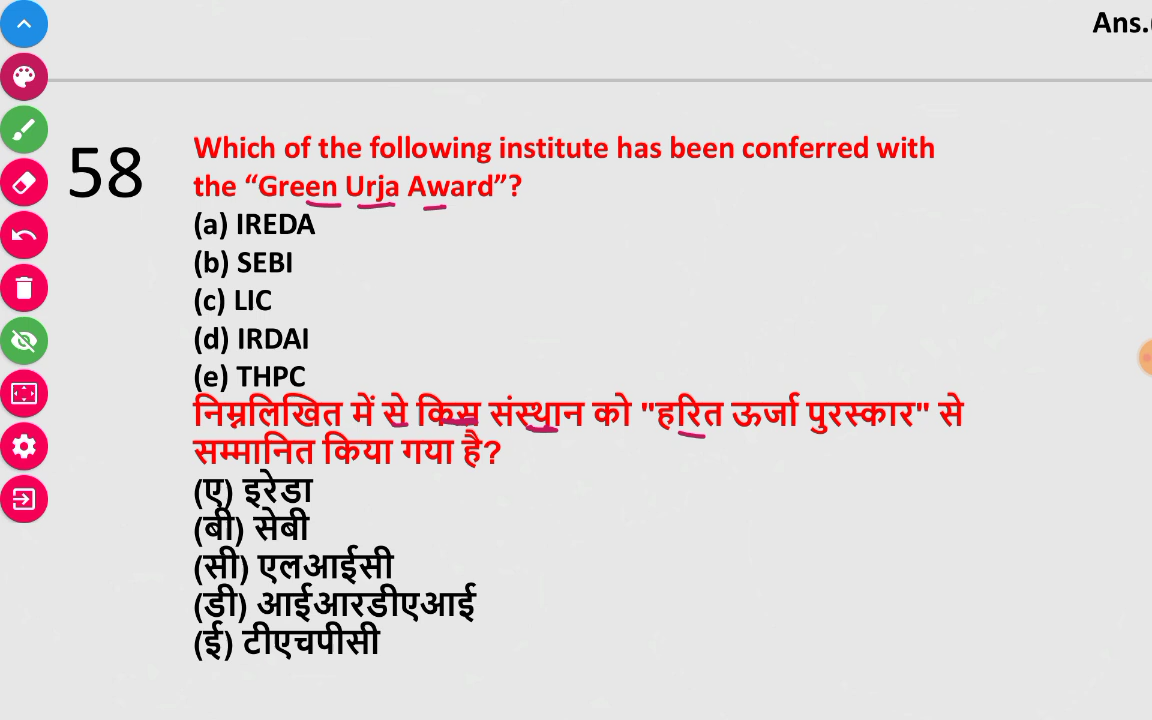 Ans.
58
Which of the following institute has been conferred with
the “Green Urja Award”?
(a) IREDA
(b) SEBI
(c) LIC
(d) IRDAI
(e) THPC
निम्नलिखित में से किस संस्थान को "हरित ऊर्जा पुरस्कार" से
सम्मानित किया गया है?
(ए) इरेडा
(बी) सेबी
(सी) एलआईसी
(डी) आईआरडीएआई
(ई) टीएचपीसी